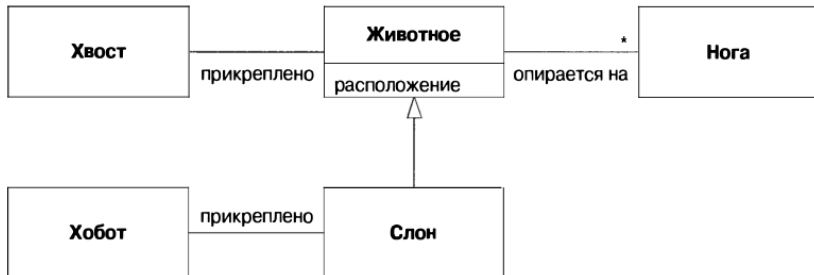 Хвост
прикреплено
Животное
расположение
*
опирается на
Нога
Хобот
прикреплено
Слон